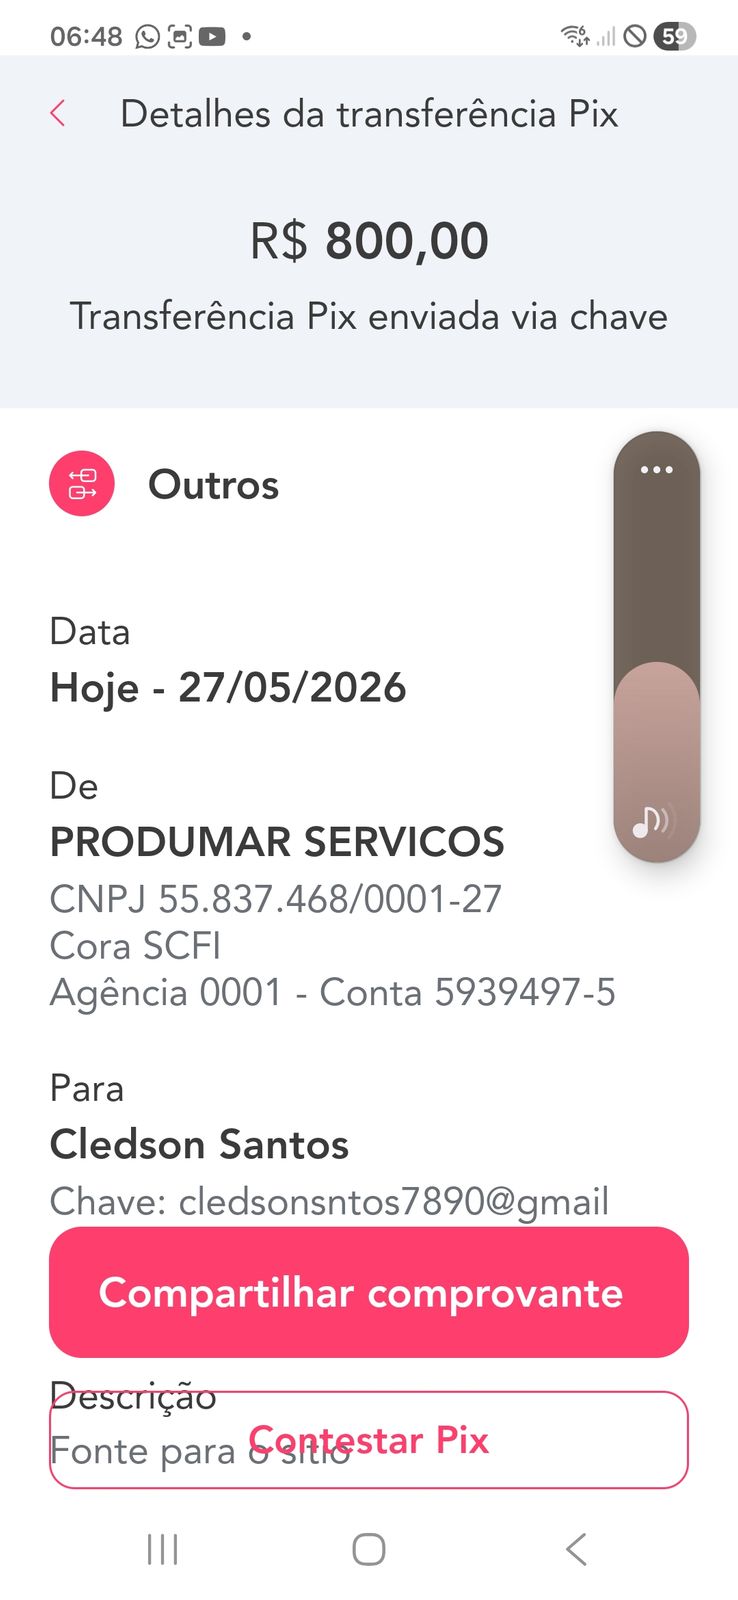 06:48
59
Detalhes da transferência Pix
R$ 800,00
Transferência Pix enviada via chave
Outros
Data
Hoje - 27/05/2026
De
PRODUMAR SERVICOS
CNPJ 55.837.468/0001-27
Cora SCFI
Agência 0001 - Conta 5939497-5
Para
Cledson Santos
Chave: cledsonsntos7890@gmail
Compartilhar comprovante
Descrição
Fonte para o sitio
Contestar Pix